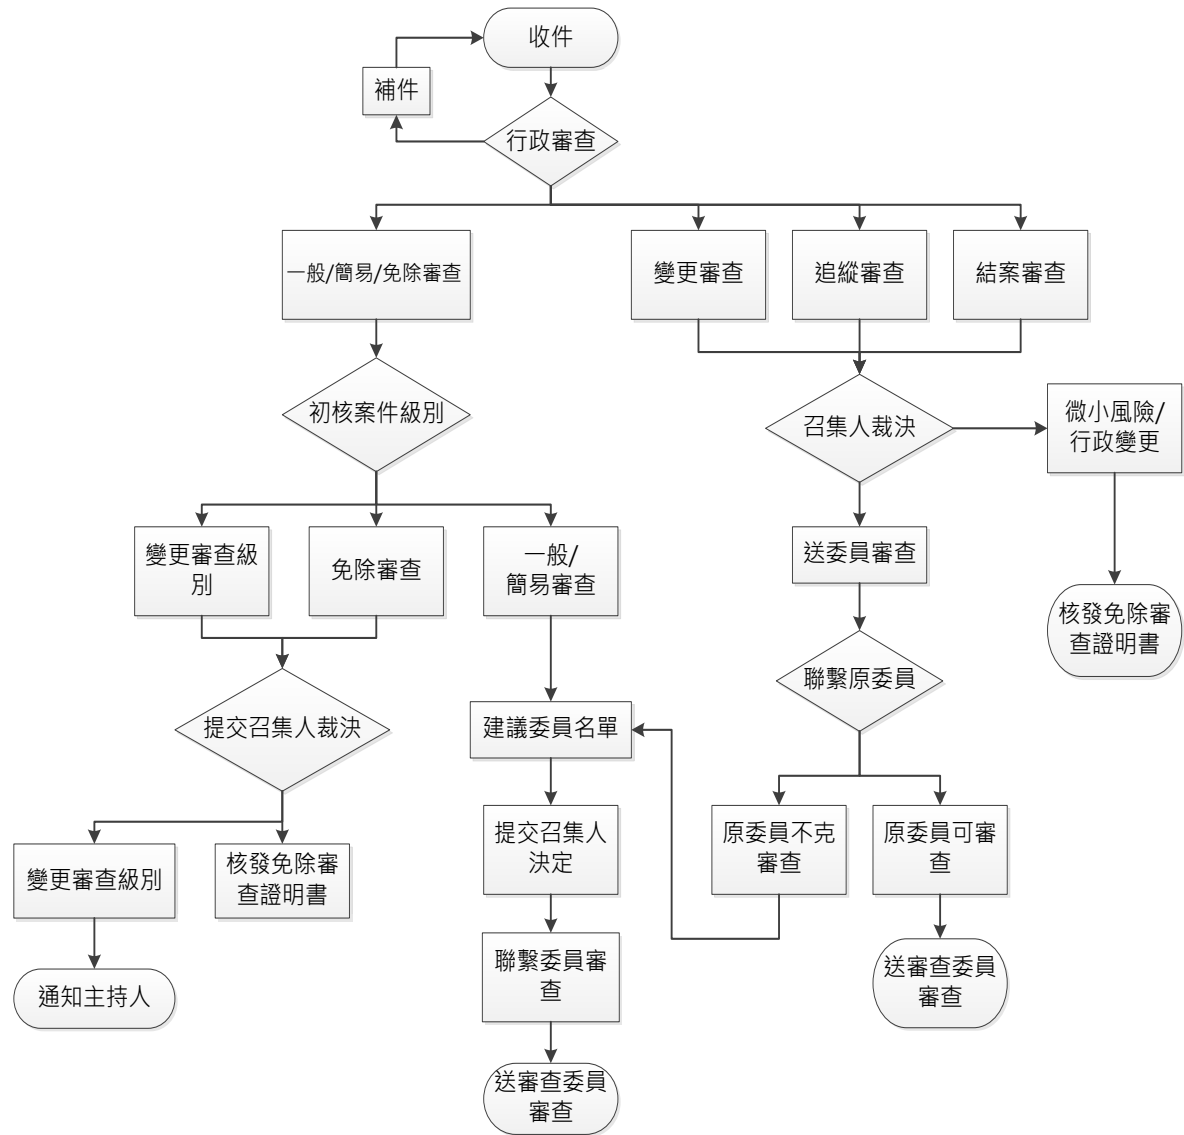 收件
補件
行政審查
一般/簡易/免除審查
變更審查
追縱審查
結案審查
初核案件級別
召集人裁決
微小風險/
行政變更
變更審查級
別
免除審查
一般/
簡易審查
送委員審查
核發免除審
查證明書
聯繫原委員
提交召集人裁決
建議委員名單
提交召集人
決定
原委員不克
審查
原委員可審
查
變更審查級別
核發免除審
查證明書
聯繫委員審
查
送審查委員
審查
通知主持人
送審查委員
審查